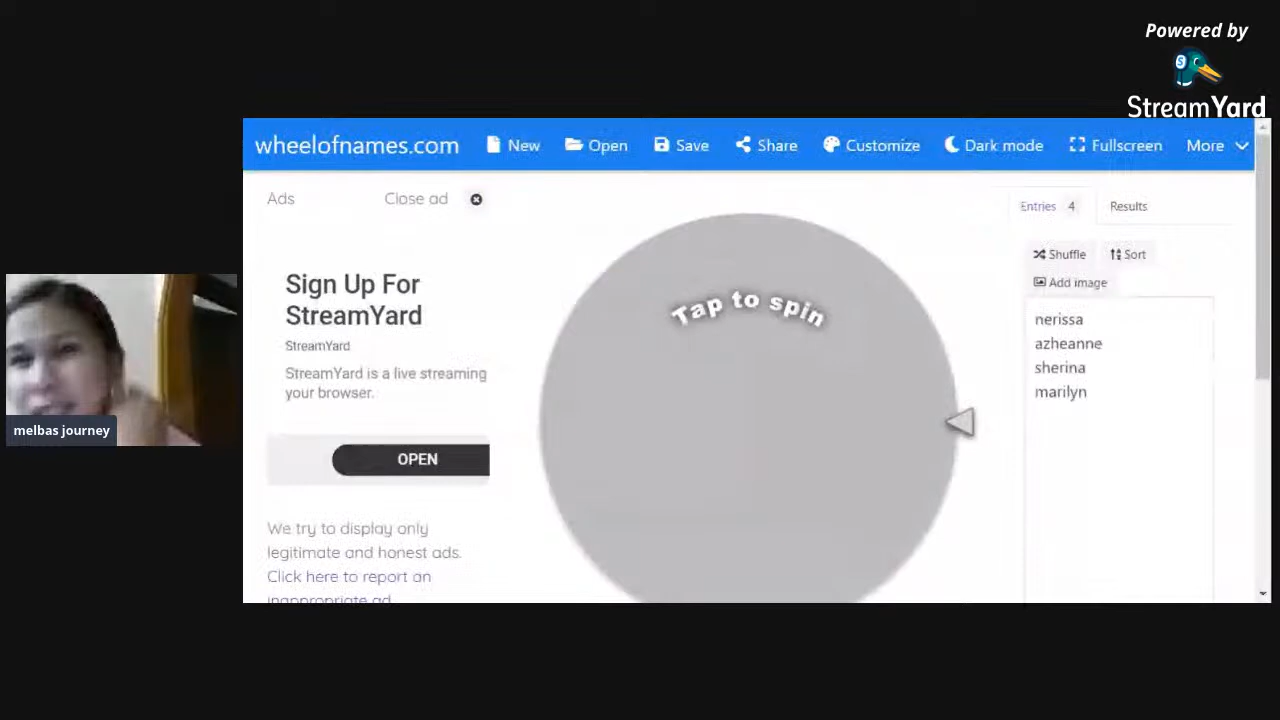 Powered by
StreamYard
wheelofnames.com New Open Save Share Customize Dark mode Fullscreen More
Ads Close ad
Entries 4 Results
Shuffle Sort
Add image
Sign Up For
StreamYard
StreamYard
StreamYard is a live streaming
your browser.
OPEN
We try to display only
legitimate and honest ads.
Click here to report an
inappropriate ad
Tap to spin
nerissa
azheanne
sherina
marilyn
melbas journey